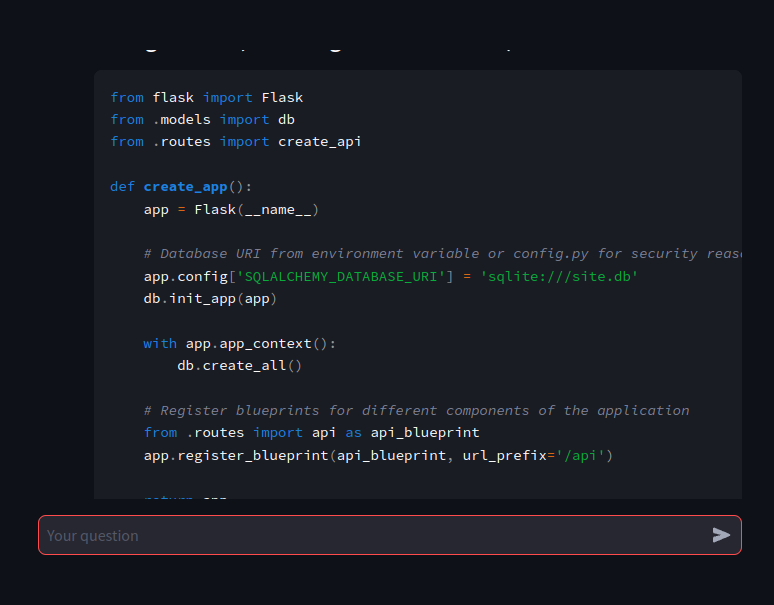 from flask import Flask
from .models import db
from .routes import create_api

def create_app():
    app = Flask(__name__)

    # Database URI from environment variable or config.py for security reas
    app.config['SQLALCHEMY_DATABASE_URI'] = 'sqlite:///site.db'
    db.init_app(app)

    with app.app_context():
        db.create_all()

    # Register blueprints for different components of the application
    from .routes import api as api_blueprint
    app.register_blueprint(api_blueprint, url_prefix='/api')

    return app
Your question